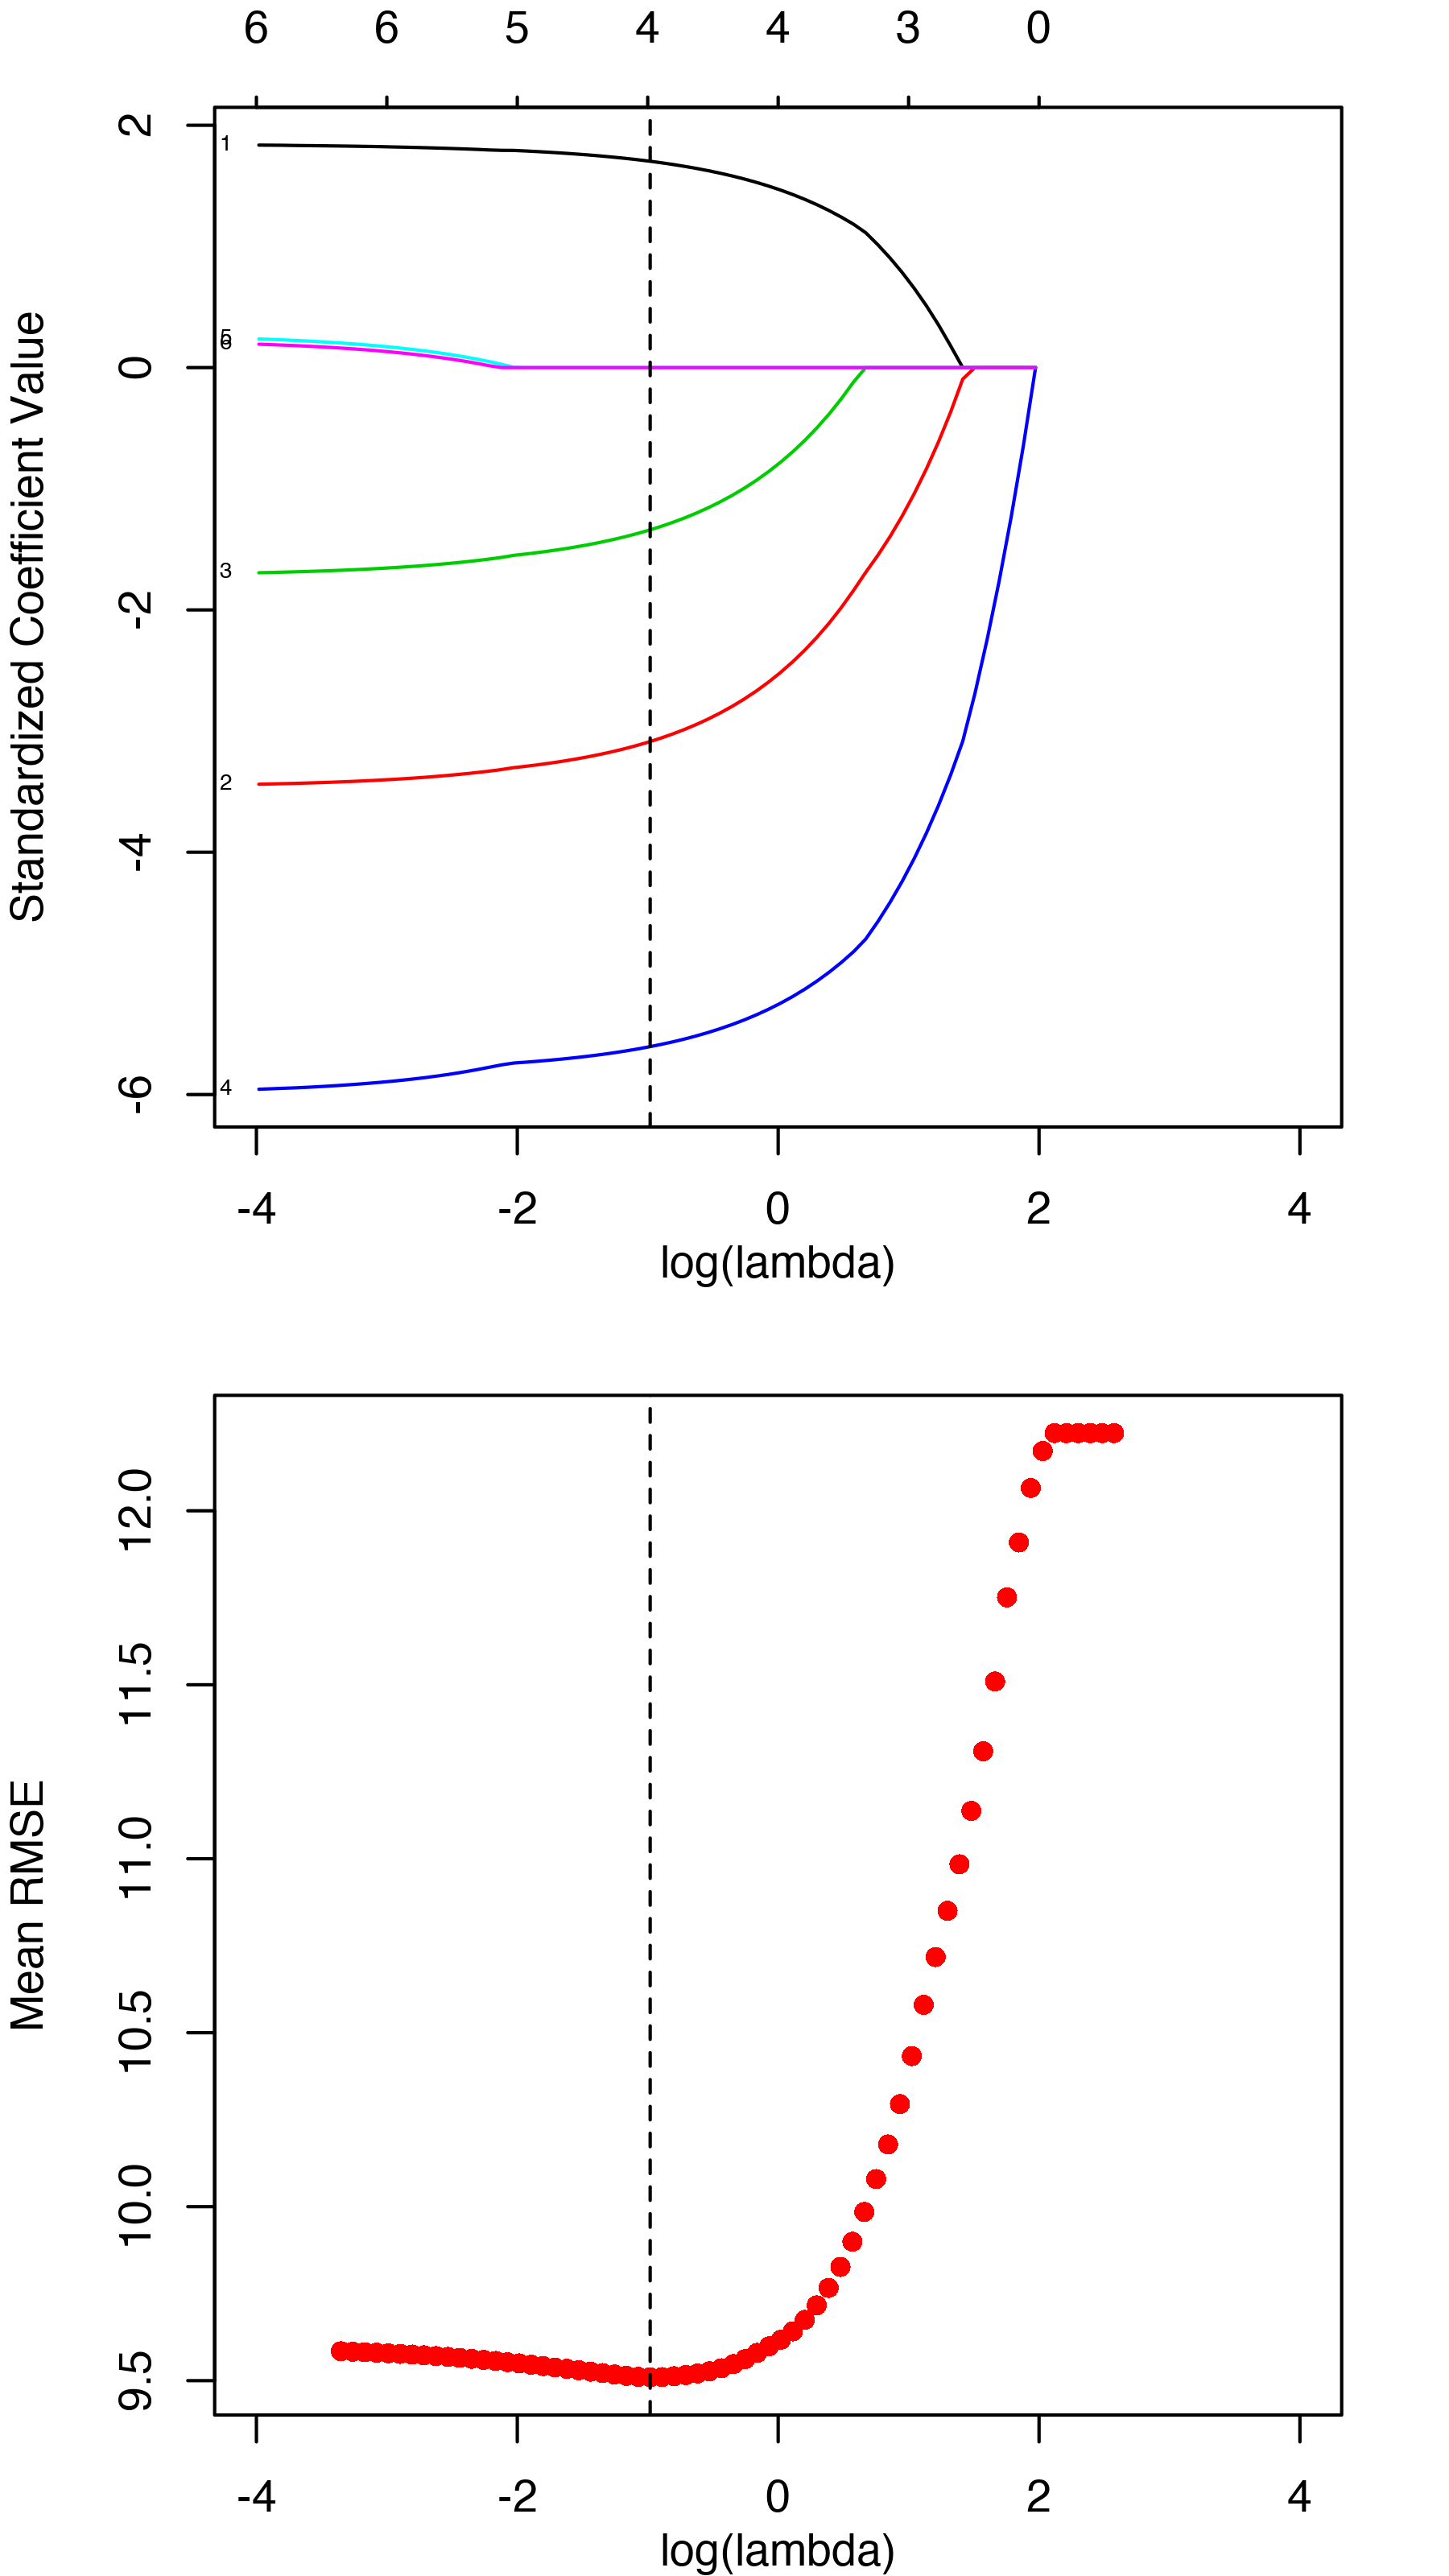 6 6 5 4 4 3 0
Standardized Coefficient Value
2
0
-2
-4
-6
1
5
6
3
2
4
-4 -2 0 2 4
log(lambda)
Mean RMSE
12.0
11.5
11.0
10.5
10.0
9.5
-4 -2 0 2 4
log(lambda)